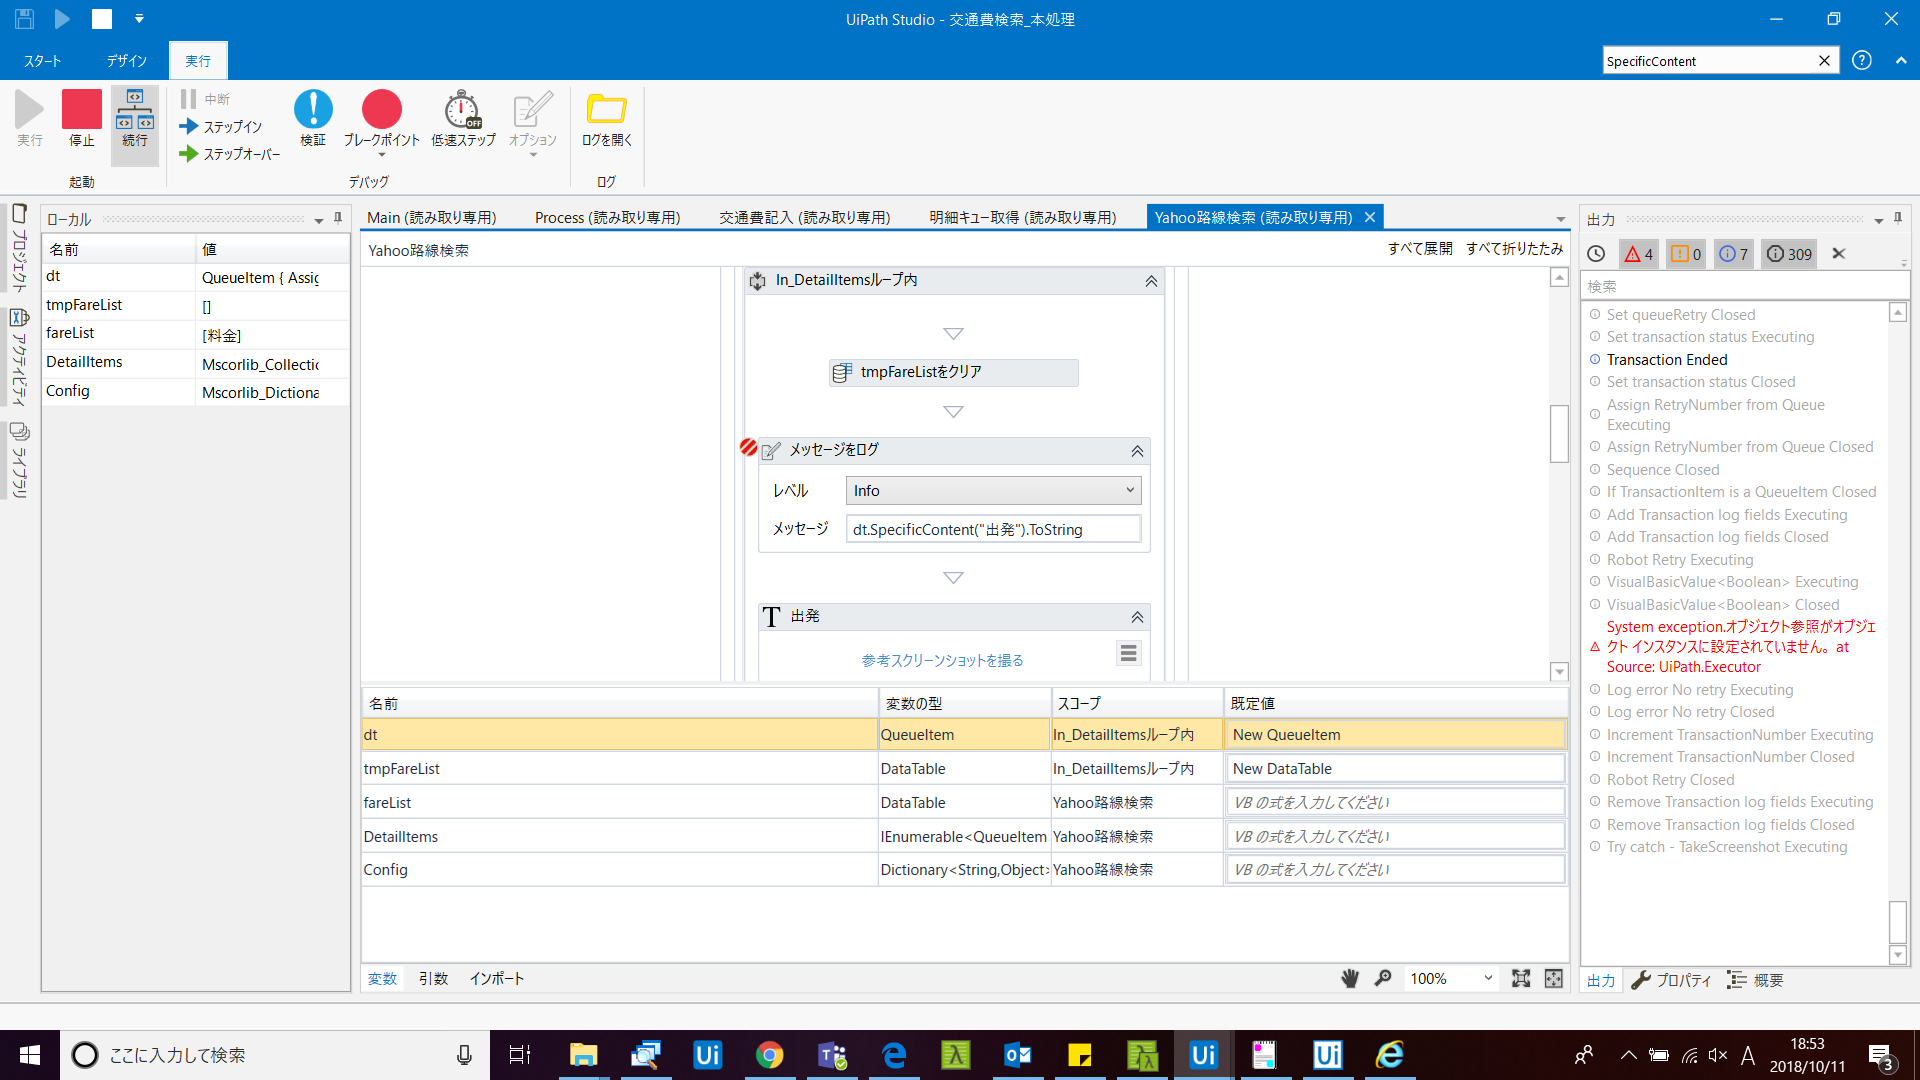 UiPath Studio - 交通費検索_本処理
スタート
デザイン
実行
SpecificContent
実行
停止
続行
中断
ステップイン
ステップオーバー
検証
ブレークポイント
低速ステップ
OFF
オプション
ログを開く
起動
デバッグ
ログ
プロジェクト
アクティビティ
ライブラリ
ローカル
名前 値
dt QueueItem { Assig
tmpFareList []
fareList [料金]
DetailItems Mscorlib_Collectic
Config Mscorlib_Dictiona
Main (読み取り専用)
Process (読み取り専用)
交通費記入 (読み取り専用)
明細キュー取得 (読み取り専用)
Yahoo路線検索 (読み取り専用)
Yahoo路線検索
すべて展開 すべて折りたたみ
In_DetailItemsループ内
tmpFareListをクリア
メッセージをログ
レベル Info
メッセージ dt.SpecificContent("出発").ToString
出発
参考スクリーンショットを撮る
名前 変数の型 スコープ 既定値
dt QueueItem In_DetailItemsループ内 New QueueItem
tmpFareList DataTable In_DetailItemsループ内 New DataTable
fareList DataTable Yahoo路線検索 VB の式を入力してください
DetailItems IEnumerable<QueueItem Yahoo路線検索 VB の式を入力してください
Config Dictionary<String,Object> Yahoo路線検索 VB の式を入力してください
変数 引数 インポート
100%
出力
4 0 7 309
検索
Set queueRetry Closed
Set transaction status Executing
Transaction Ended
Set transaction status Closed
Assign RetryNumber from Queue
Executing
Assign RetryNumber from Queue Closed
Sequence Closed
If TransactionItem is a QueueItem Closed
Add Transaction log fields Executing
Add Transaction log fields Closed
Robot Retry Executing
VisualBasicValue<Boolean> Executing
VisualBasicValue<Boolean> Closed
System exception.オブジェクト参照がオブジェ
クト インスタンスに設定されていません。 at
Source: UiPath.Executor
Log error No retry Executing
Log error No retry Closed
Increment TransactionNumber Executing
Increment TransactionNumber Closed
Robot Retry Closed
Remove Transaction log fields Executing
Remove Transaction log fields Closed
Try catch - TakeScreenshot Executing
出力 プロパティ 概要
ここに入力して検索
Ui
Ui
Ui
A
18:53
2018/10/11
3